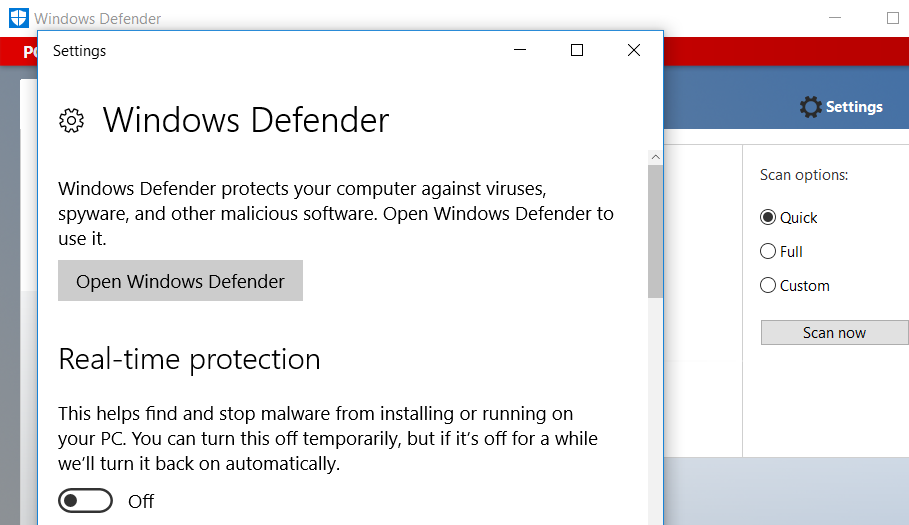 Windows Defender
PC
Settings
Windows Defender
Windows Defender protects your computer against viruses,
spyware, and other malicious software. Open Windows Defender to
use it.
Open Windows Defender
Real-time protection
This helps find and stop malware from installing or running on
your PC. You can turn this off temporarily, but if it's off for a while
we'll turn it back on automatically.
Off
Settings
Scan options:
Quick
Full
Custom
Scan now